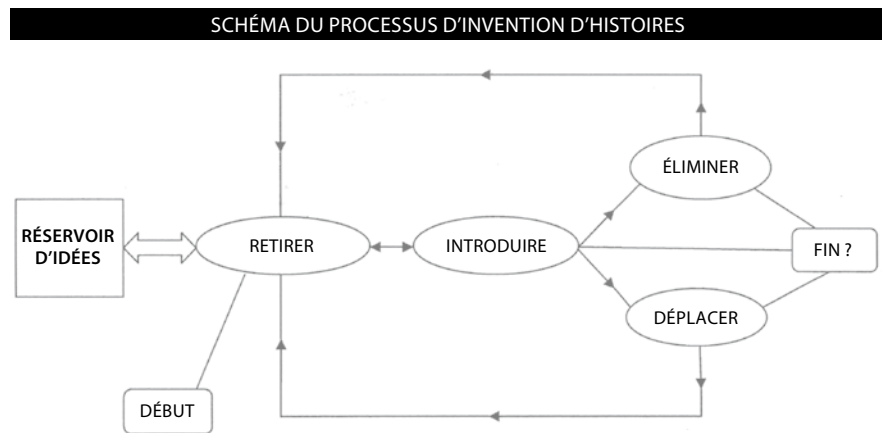 SCHÉMA DU PROCESSUS D’INVENTION D’HISTOIRES
ÉLIMINER
RÉSERVOIR
D’IDÉES
RETIRER
INTRODUIRE
FIN ?
DÉPLACER
DÉBUT